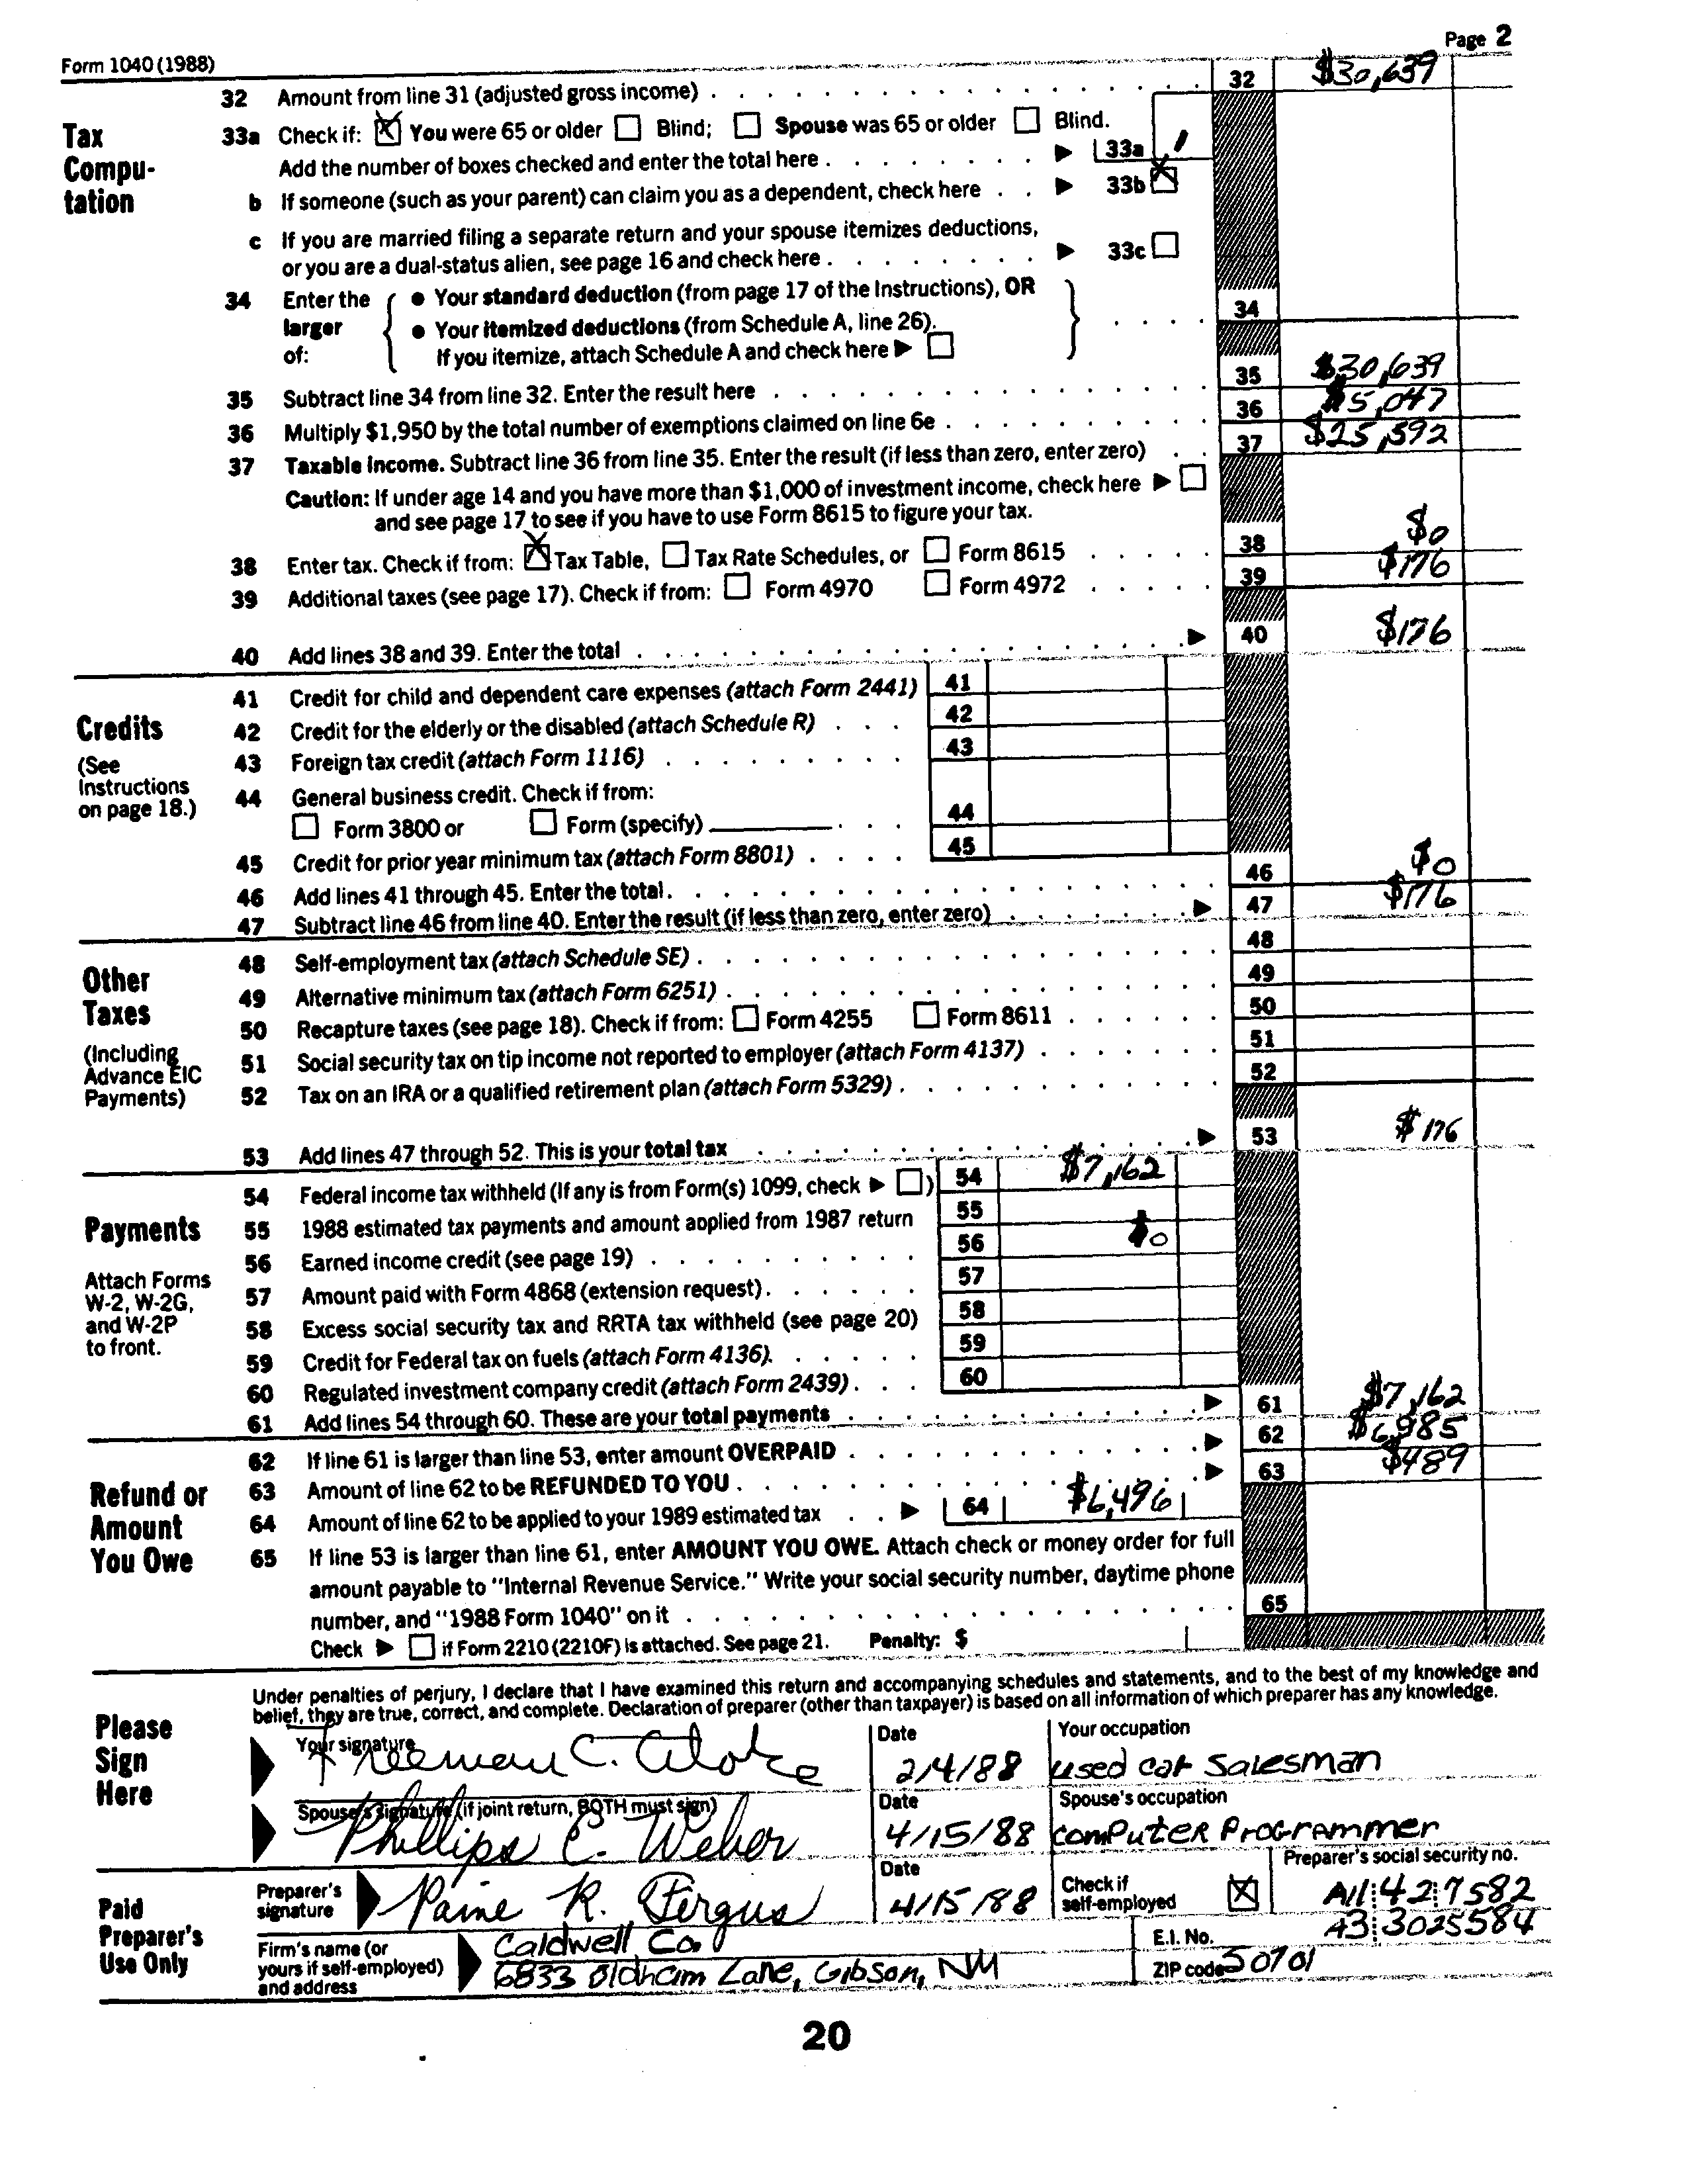 Form 1040 (1988)
Page 2
32 Amount from line 31 (adjusted gross income) . . . 32 $30,639
Tax Computation
33a Check if: [X] You were 65 or older [ ] Blind; [ ] Spouse was 65 or older [ ] Blind.
Add the number of boxes checked and enter the total here . . . ▶ 33a 1
b If someone (such as your parent) can claim you as a dependent, check here . . ▶ 33b [X]
c If you are married filing a separate return and your spouse itemizes deductions,
or you are a dual-status alien, see page 16 and check here . . . ▶ 33c [ ]
34 Enter the larger of:
● Your standard deduction (from page 17 of the Instructions), OR
● Your itemized deductions (from Schedule A, line 26).
If you itemize, attach Schedule A and check here ▶ [ ]
34
35 Subtract line 34 from line 32. Enter the result here . . . 35 $30,639
36 Multiply $1,950 by the total number of exemptions claimed on line 6e . . . 36 $5,047
37 Taxable income. Subtract line 36 from line 35. Enter the result (if less than zero, enter zero) . . 37 $25,592
Caution: If under age 14 and you have more than $1,000 of investment income, check here ▶ [ ]
and see page 17 to see if you have to use Form 8615 to figure your tax.
38 Enter tax. Check if from: [X] Tax Table, [ ] Tax Rate Schedules, or [ ] Form 8615 . . . 38 $0
39 Additional taxes (see page 17). Check if from: [ ] Form 4970 [ ] Form 4972 . . . 39 $176
40 Add lines 38 and 39. Enter the total . . . ▶ 40 $176
Credits
(See Instructions on page 18.)
41 Credit for child and dependent care expenses (attach Form 2441) 41
42 Credit for the elderly or the disabled (attach Schedule R) . . . 42
43 Foreign tax credit (attach Form 1116) . . . 43
44 General business credit. Check if from:
[ ] Form 3800 or [ ] Form (specify) ________ . . . 44
45 Credit for prior year minimum tax (attach Form 8801) . . . 45
46 Add lines 41 through 45. Enter the total . . . 46 $0
47 Subtract line 46 from line 40. Enter the result (if less than zero, enter zero) . . . ▶ 47 $176
Other Taxes
(Including Advance EIC Payments)
48 Self-employment tax (attach Schedule SE) . . . 48
49 Alternative minimum tax (attach Form 6251) . . . 49
50 Recapture taxes (see page 18). Check if from: [ ] Form 4255 [ ] Form 8611 . . . 50
51 Social security tax on tip income not reported to employer (attach Form 4137) . . . 51
52 Tax on an IRA or a qualified retirement plan (attach Form 5329) . . . 52
53 Add lines 47 through 52. This is your total tax . . . ▶ 53 $176
Payments
Attach Forms W-2, W-2G, and W-2P to front.
54 Federal income tax withheld (If any is from Form(s) 1099, check ▶ [ ]) 54 $7,162
55 1988 estimated tax payments and amount applied from 1987 return 55
56 Earned income credit (see page 19) . . . 56 $0
57 Amount paid with Form 4868 (extension request) . . . 57
58 Excess social security tax and RRTA tax withheld (see page 20) 58
59 Credit for Federal tax on fuels (attach Form 4136) . . . 59
60 Regulated investment company credit (attach Form 2439) . . . 60
61 Add lines 54 through 60. These are your total payments . . . ▶ 61 $7,162
Refund or Amount You Owe
62 If line 61 is larger than line 53, enter amount OVERPAID . . . ▶ 62 $6,985
63 Amount of line 62 to be REFUNDED TO YOU . . . ▶ 63 $489
64 Amount of line 62 to be applied to your 1989 estimated tax . . ▶ 64 $6,496
65 If line 53 is larger than line 61, enter AMOUNT YOU OWE. Attach check or money order for full
amount payable to "Internal Revenue Service." Write your social security number, daytime phone
number, and "1988 Form 1040" on it . . . 65
Check ▶ [ ] if Form 2210 (2210F) is attached. See page 21. Penalty: $
Please Sign Here
Under penalties of perjury, I declare that I have examined this return and accompanying schedules and statements, and to the best of my knowledge and
belief, they are true, correct, and complete. Declaration of preparer (other than taxpayer) is based on all information of which preparer has any knowledge.
Your signature Freeman C. Date 2/4/88 Your occupation used car salesman
Spouse's signature (if joint return, BOTH must sign) Phillips C. Weber Date 4/15/88 Spouse's occupation computer programmer
Paid Preparer's Use Only
Preparer's signature Paine R. Fergus Date 4/15/88 Check if self-employed [X] Preparer's social security no. A11 42 7582
Firm's name (or yours if self-employed) and address Caldwell Co. E.I. No. 43 3025584
6833 Oldham Lane, Gibson, NM ZIP code 50701
20